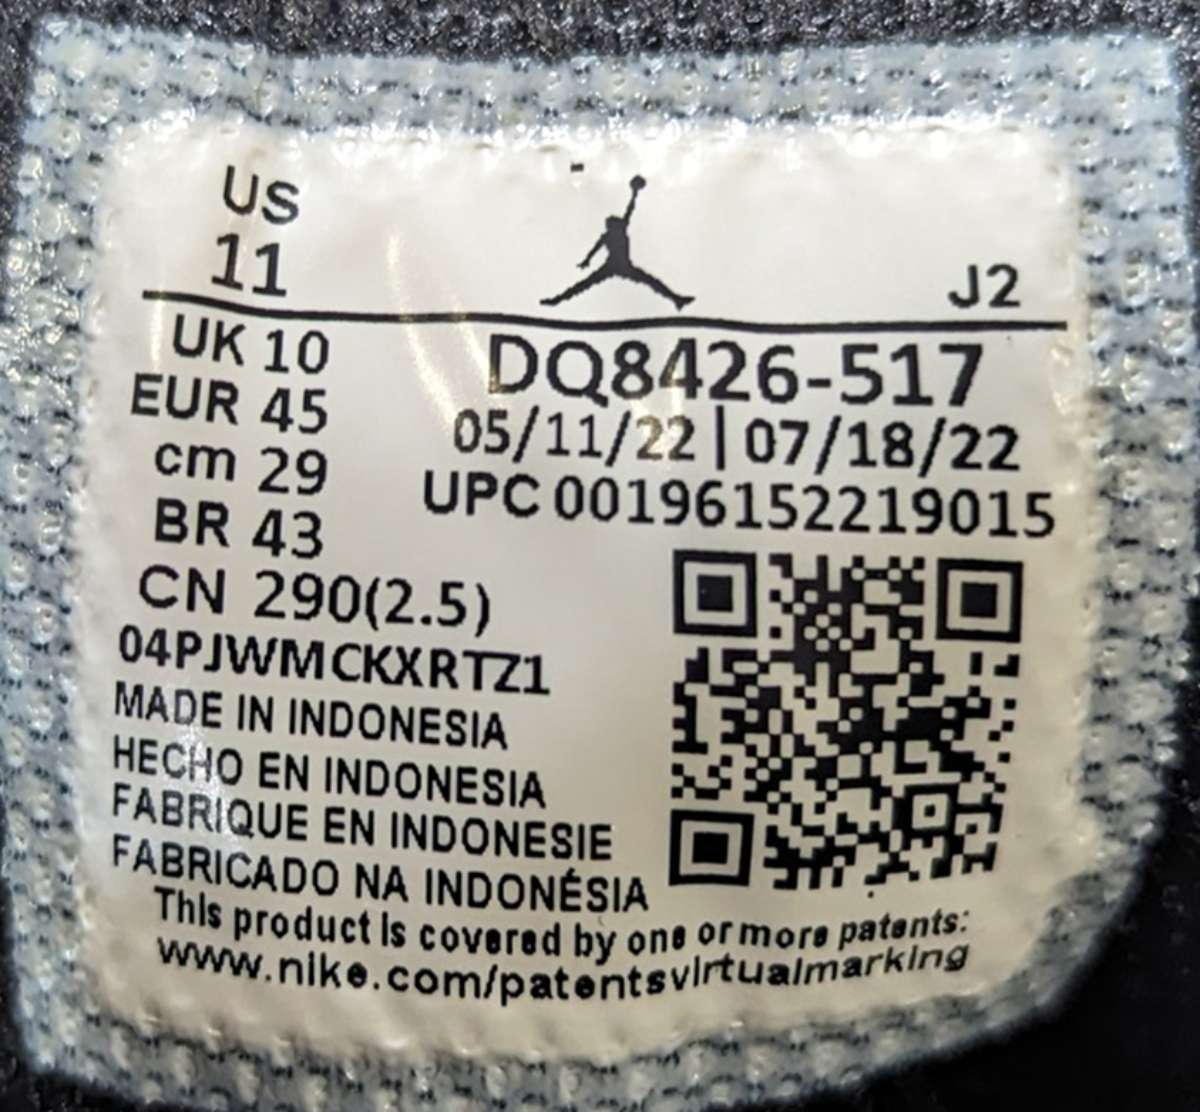 US
11
J2
UK 10
EUR 45
cm 29
BR 43
CN 290(2.5)
DQ8426-517
05/11/22 | 07/18/22
UPC 00196152219015
04PJWMCKXRTZ1
MADE IN INDONESIA
HECHO EN INDONESIA
FABRIQUE EN INDONESIE
FABRICADO NA INDONÉSIA
This product is covered by one or more patents:
www.nike.com/patentsvirtualmarking